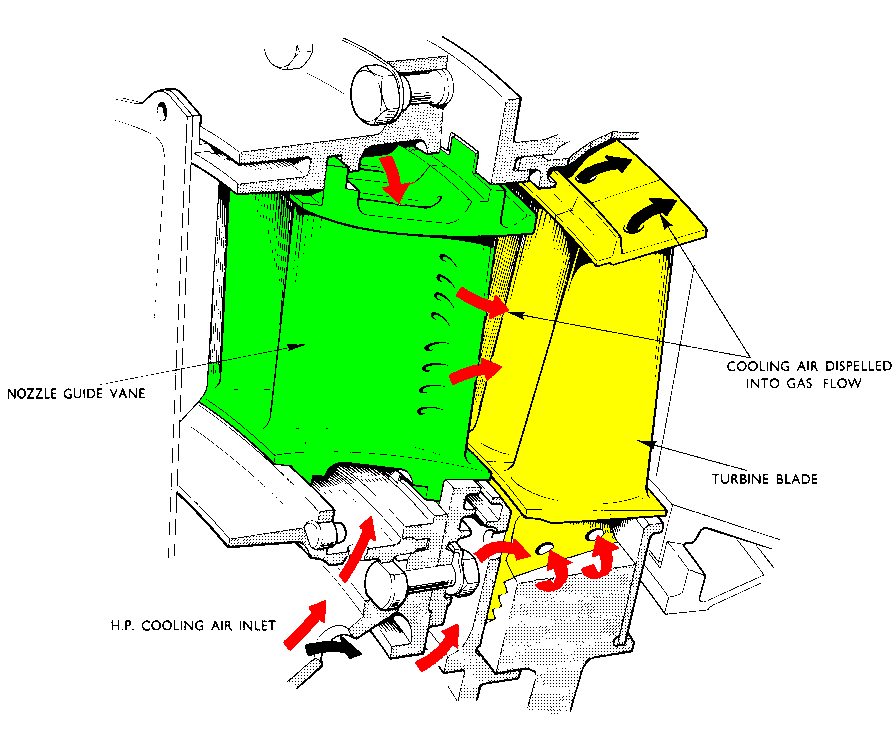 NOZZLE GUIDE VANE
COOLING AIR DISPELLED
INTO GAS FLOW
TURBINE BLADE
H.P. COOLING AIR INLET